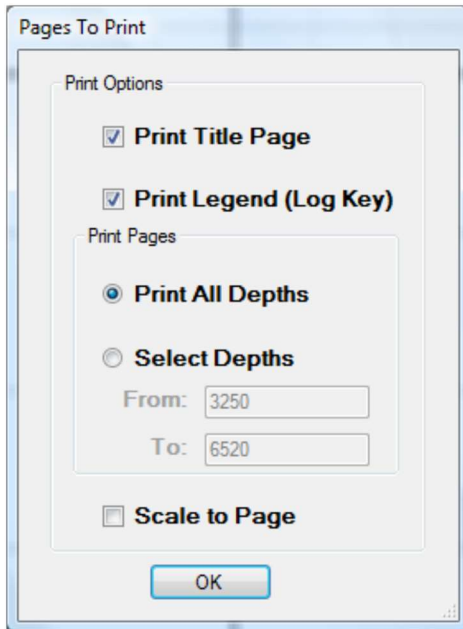 Pages To Print
Print Options
Print Title Page
Print Legend (Log Key)
Print Pages
Print All Depths
Select Depths
From: 3250
To: 6520
Scale to Page
OK